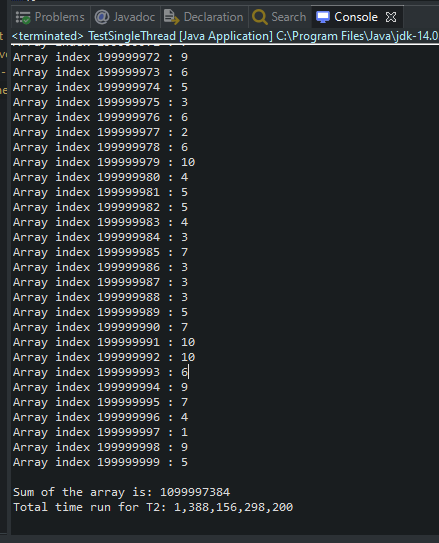 Problems @ Javadoc Declaration Search Console
<terminated> TestSingleThread [Java Application] C:\Program Files\Java\jdk-14.0
Array index 199999972 : 9
Array index 199999973 : 6
Array index 199999974 : 5
Array index 199999975 : 3
Array index 199999976 : 6
Array index 199999977 : 2
Array index 199999978 : 6
Array index 199999979 : 10
Array index 199999980 : 4
Array index 199999981 : 5
Array index 199999982 : 5
Array index 199999983 : 4
Array index 199999984 : 3
Array index 199999985 : 7
Array index 199999986 : 3
Array index 199999987 : 3
Array index 199999988 : 3
Array index 199999989 : 5
Array index 199999990 : 7
Array index 199999991 : 10
Array index 199999992 : 10
Array index 199999993 : 6
Array index 199999994 : 9
Array index 199999995 : 7
Array index 199999996 : 4
Array index 199999997 : 1
Array index 199999998 : 9
Array index 199999999 : 5
Sum of the array is: 1099997384
Total time run for T2: 1,388,156,298,200